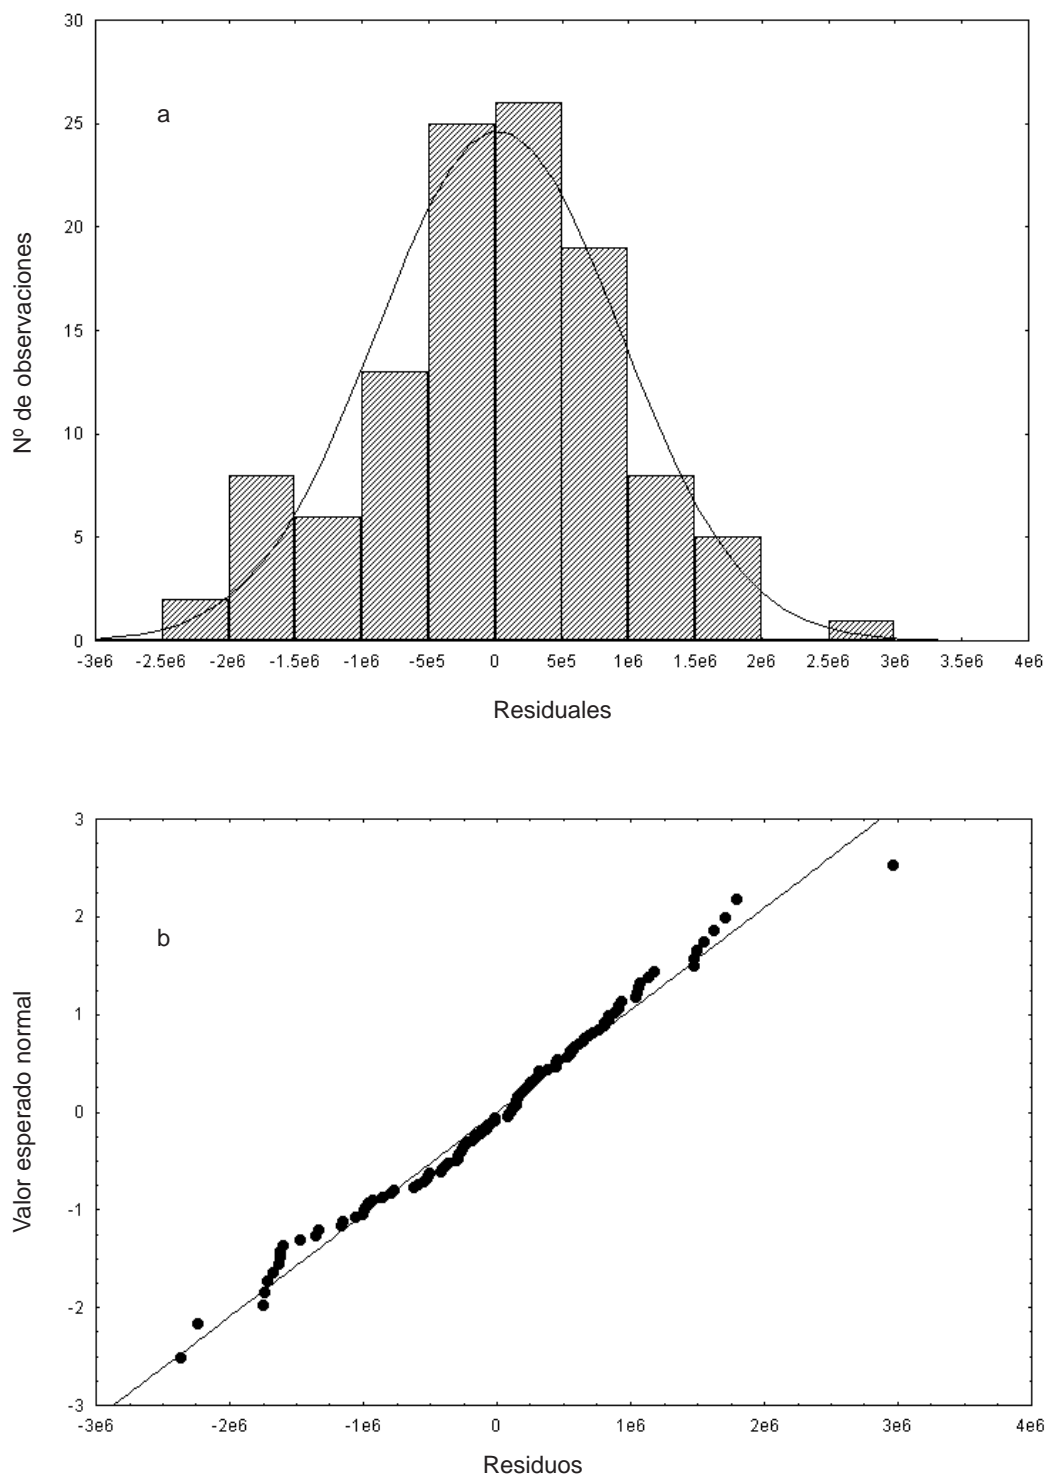 30
a
25
20
15
10
5
0
Nº de observaciones
-3e6 -2.5e6 -2e6 -1.5e6 -1e6 -5e5 0 5e5 1e6 1.5e6 2e6 2.5e6 3e6 3.5e6 4e6
Residuales
3
b
2
1
0
-1
-2
-3
Valor esperado normal
-3e6 -2e6 -1e6 0 1e6 2e6 3e6 4e6
Residuos